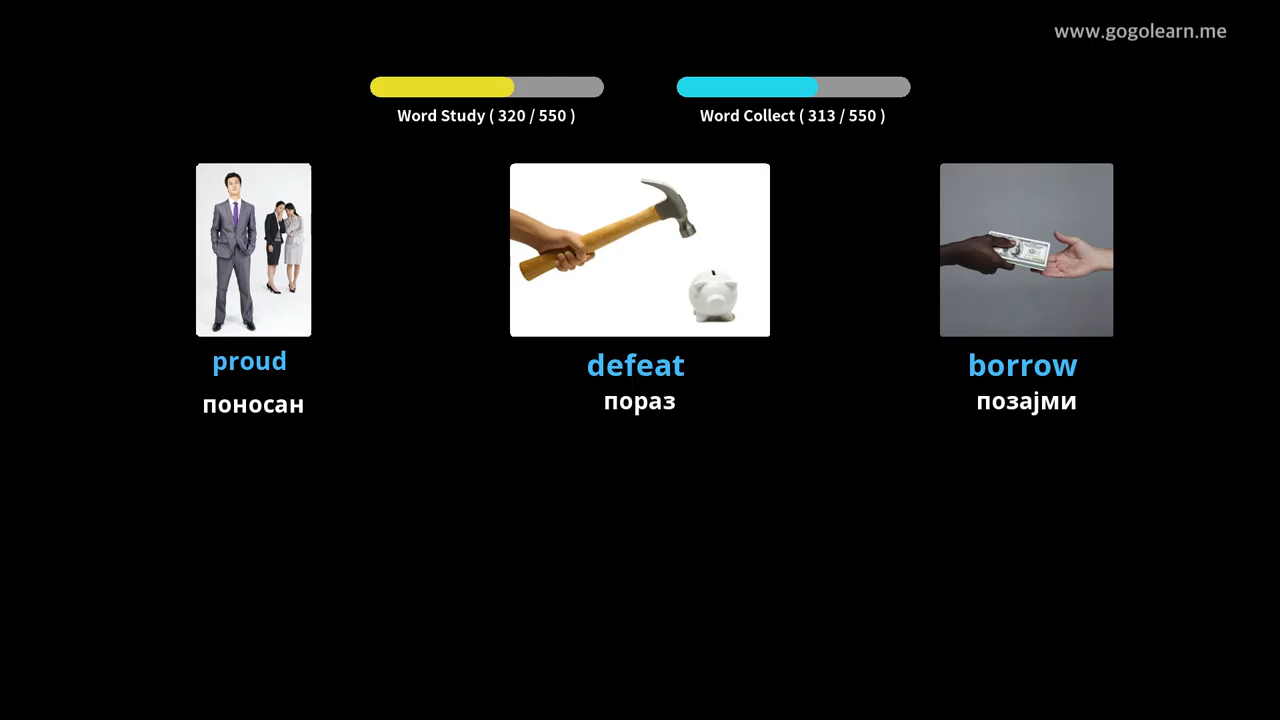 www.gogolearn.me
Word Study ( 320 / 550 )
Word Collect ( 313 / 550 )
proud
поносан
defeat
пораз
borrow
позајми